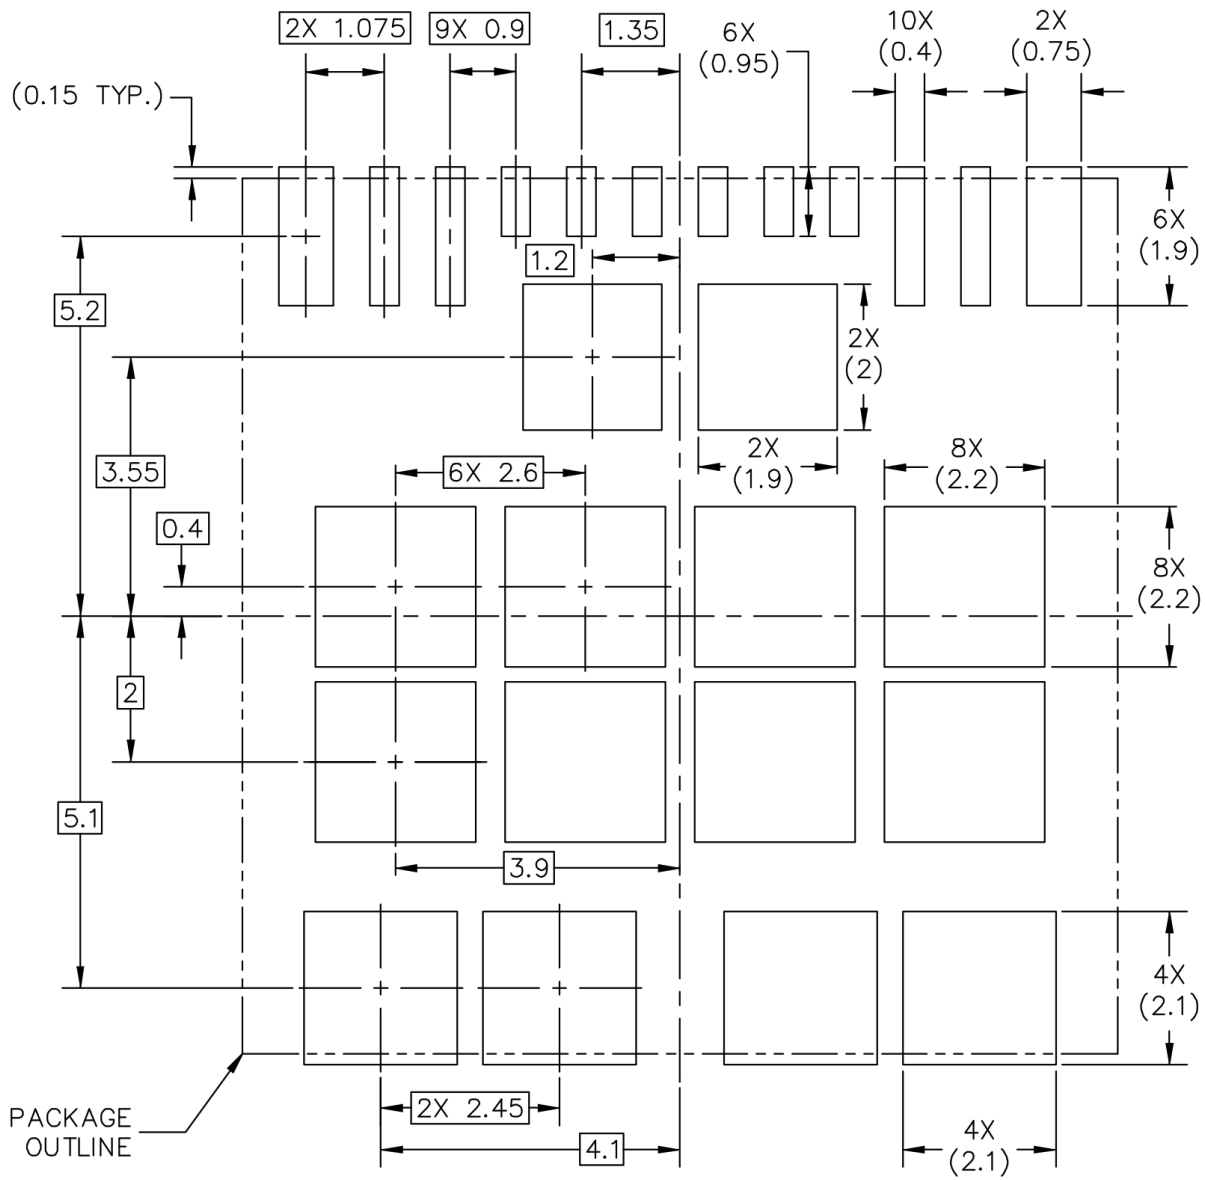 2X 1.075
9X 0.9
1.35
6X
(0.95)
10X
(0.4)
2X
(0.75)
(0.15 TYP.)
6X
(1.9)
1.2
5.2
2X
(2)
3.55
6X 2.6
2X
(1.9)
8X
(2.2)
0.4
8X
(2.2)
2
5.1
3.9
4X
(2.1)
2X 2.45
PACKAGE
OUTLINE
4.1
4X
(2.1)